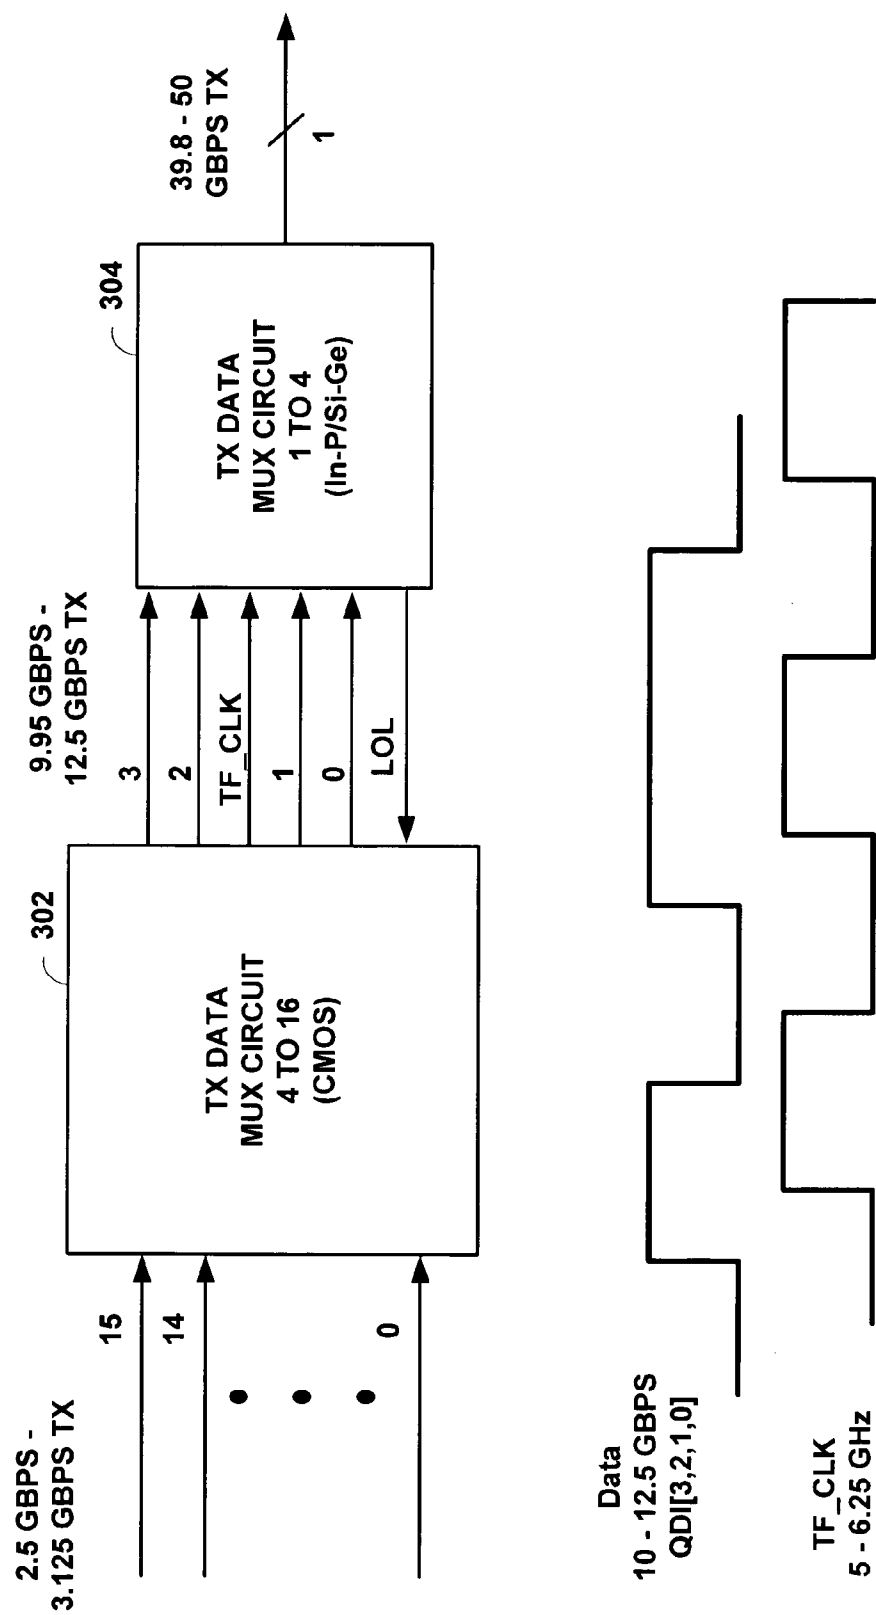 2.5 GBPS -
3.125 GBPS TX
15
14
0
302
TX DATA
MUX CIRCUIT
4 TO 16
(CMOS)
9.95 GBPS -
12.5 GBPS TX
3
2
TF_CLK
1
0
LOL
304
TX DATA
MUX CIRCUIT
1 TO 4
(In-P/Si-Ge)
39.8 - 50
GBPS TX
1
Data
10 - 12.5 GBPS
QDI[3,2,1,0]
TF_CLK
5 - 6.25 GHz